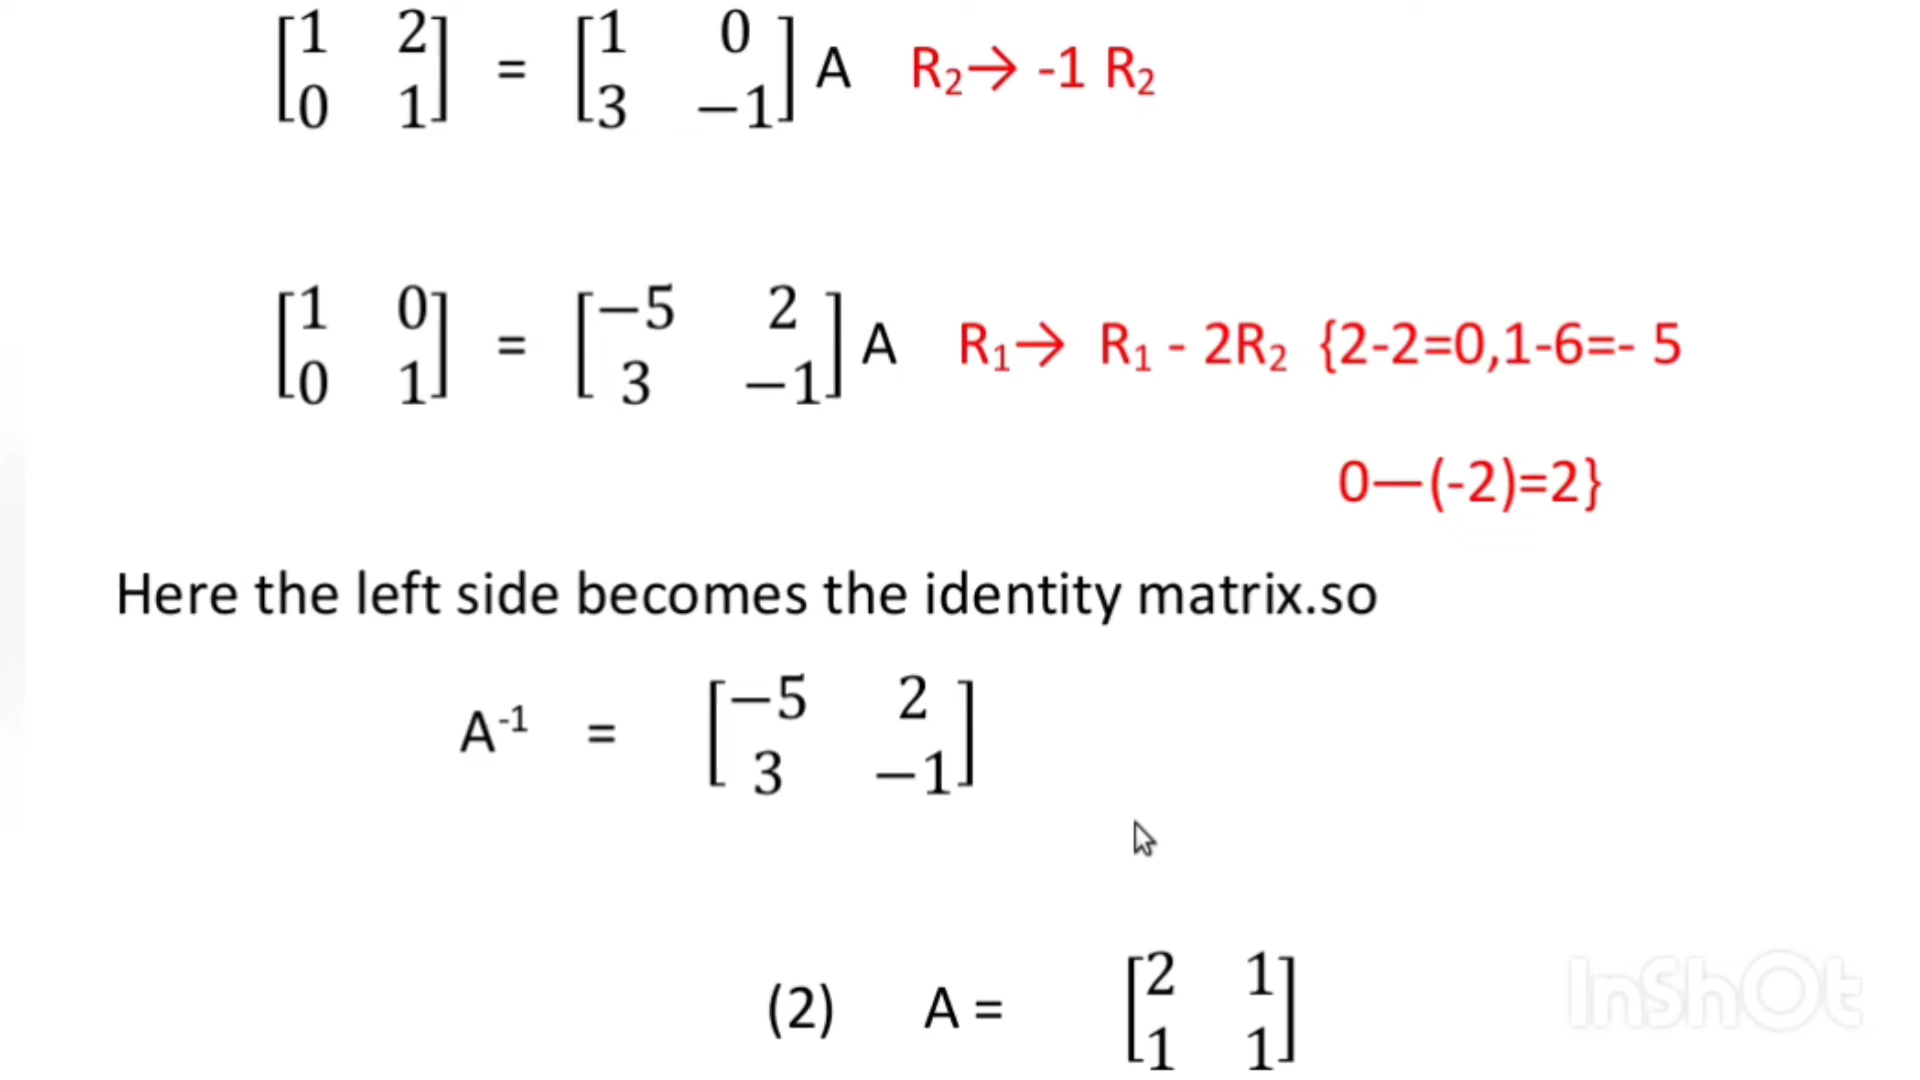 [1 2
0 1] = [1 0
3 −1] A R₂→ -1 R₂
[1 0
0 1] = [−5 2
3 −1] A R₁→ R₁ - 2R₂ {2-2=0,1-6=- 5
0—(-2)=2}
Here the left side becomes the identity matrix.so
A⁻¹ = [−5 2
3 −1]
(2) A = [2 1
1 1]
InShOt